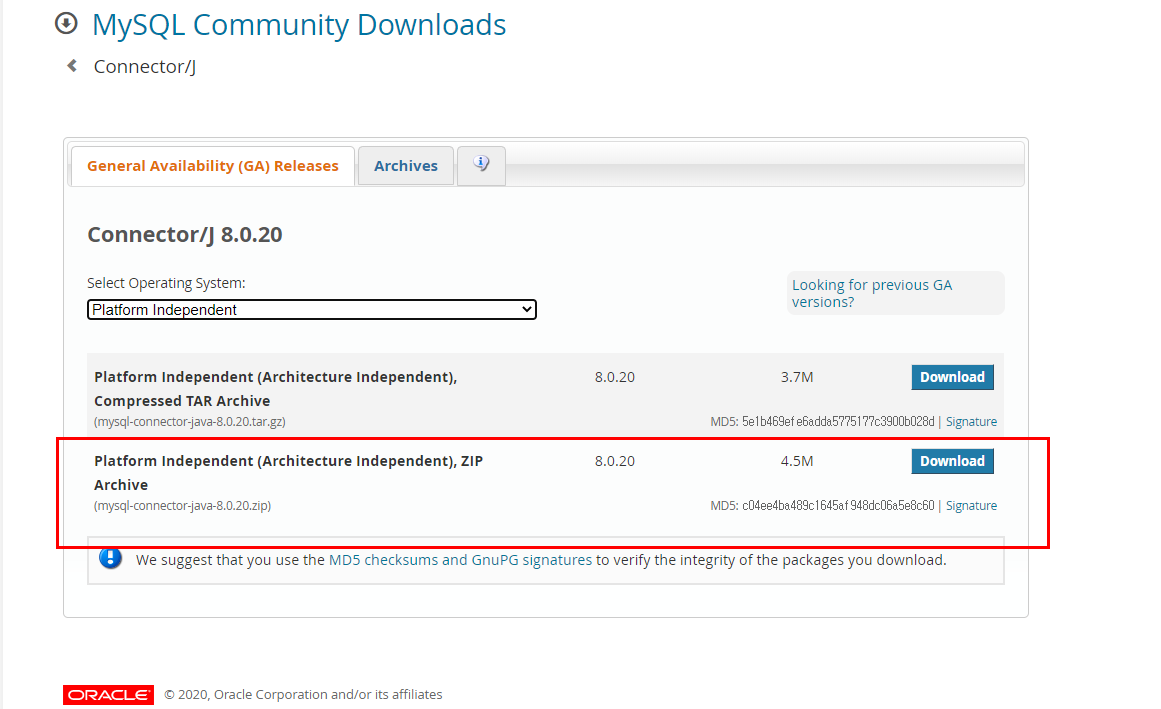 MySQL Community Downloads
Connector/J
General Availability (GA) Releases
Archives
Connector/J 8.0.20
Select Operating System:
Platform Independent
Looking for previous GA
versions?
Platform Independent (Architecture Independent),
Compressed TAR Archive
8.0.20
3.7M
Download
(mysql-connector-java-8.0.20.tar.gz)
MD5: 5e1b469efe6adda5775177c3900b028d | Signature
Platform Independent (Architecture Independent), ZIP
Archive
8.0.20
4.5M
Download
(mysql-connector-java-8.0.20.zip)
MD5: c04ee4ba489c1645af948dc06a5e8c60 | Signature
We suggest that you use the MD5 checksums and GnuPG signatures to verify the integrity of the packages you download.
ORACLE © 2020, Oracle Corporation and/or its affiliates